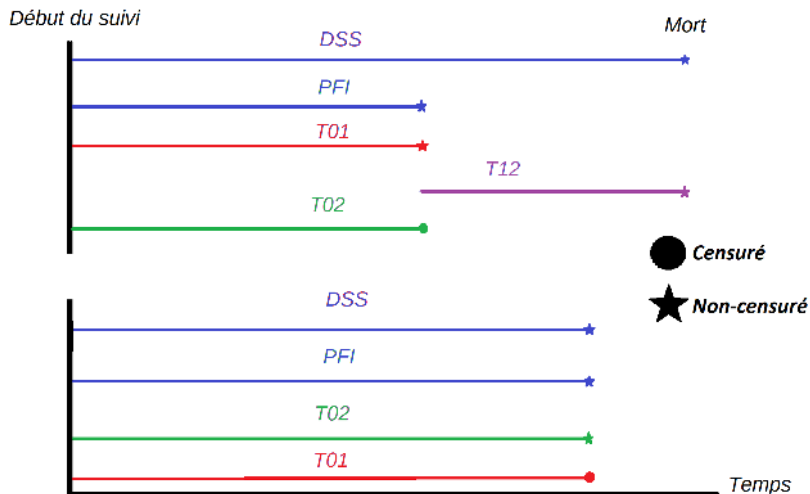 Début du suivi
Mort
DSS
PFI
T01
T12
T02
Censuré
Non-censuré
DSS
PFI
T02
T01
Temps